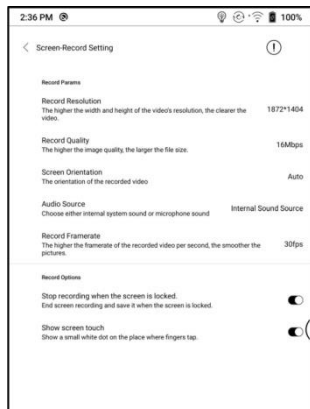 2:36 PM 100%
Screen-Record Setting
Record Params
Record Resolution
The higher the width and height of the video's resolution, the clearer the
video.
1872*1404
Record Quality
The higher the image quality, the larger the file size.
16Mbps
Screen Orientation
The orientation of the recorded video
Auto
Audio Source
Choose either internal system sound or microphone sound
Internal Sound Source
Record Framerate
The higher the framerate of the recorded video per second, the smoother the
pictures.
30fps
Record Options
Stop recording when the screen is locked.
End screen recording and save it when the screen is locked.
Show screen touch
Show a small white dot on the place where fingers tap.